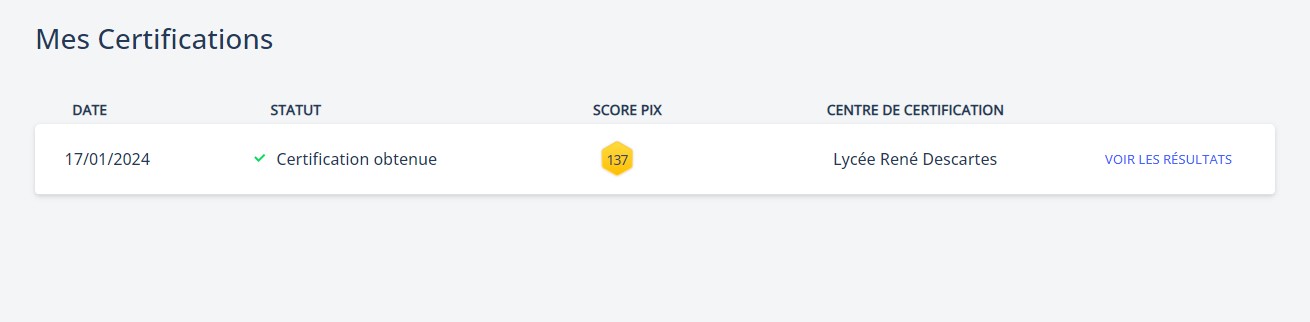 Mes Certifications
DATE STATUT SCORE PIX CENTRE DE CERTIFICATION
17/01/2024 Certification obtenue 137 Lycée René Descartes VOIR LES RÉSULTATS